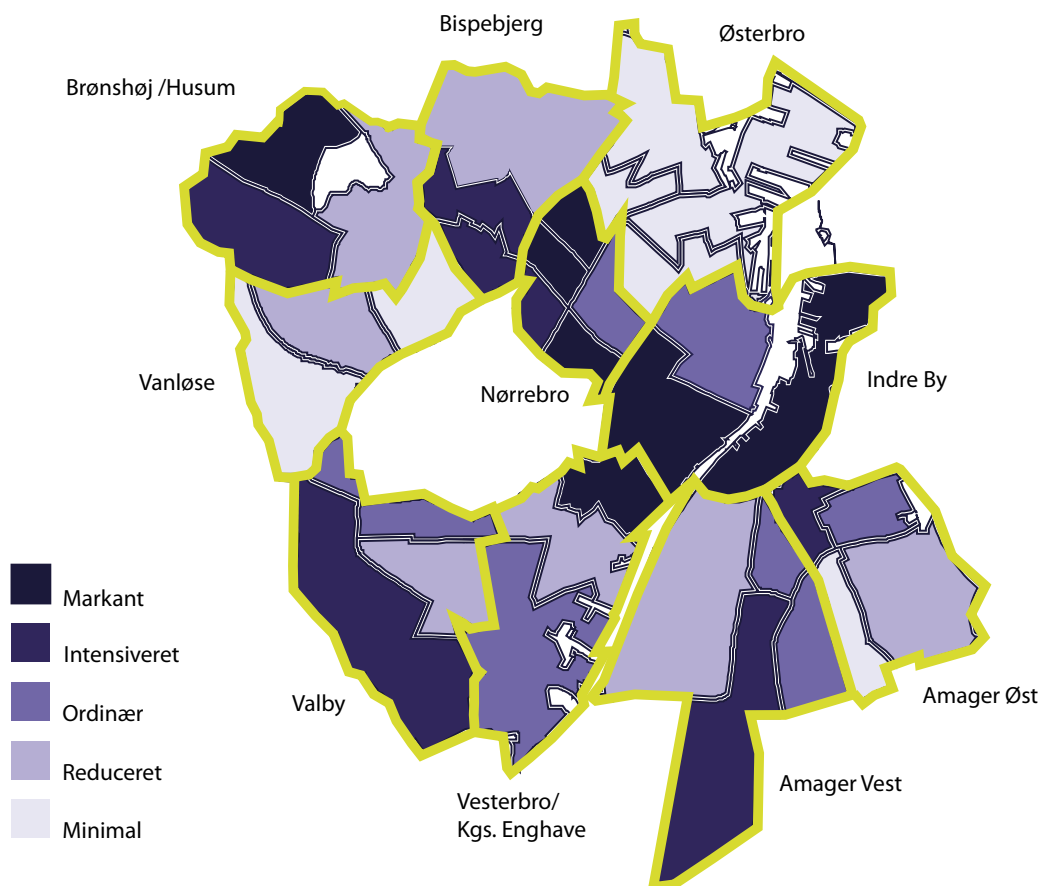 Bispebjerg
Østerbro
Brønshøj /Husum
Vanløse
Nørrebro
Indre By
Markant
Intensiveret
Ordinær
Reduceret
Minimal
Valby
Amager Øst
Amager Vest
Vesterbro/
Kgs. Enghave